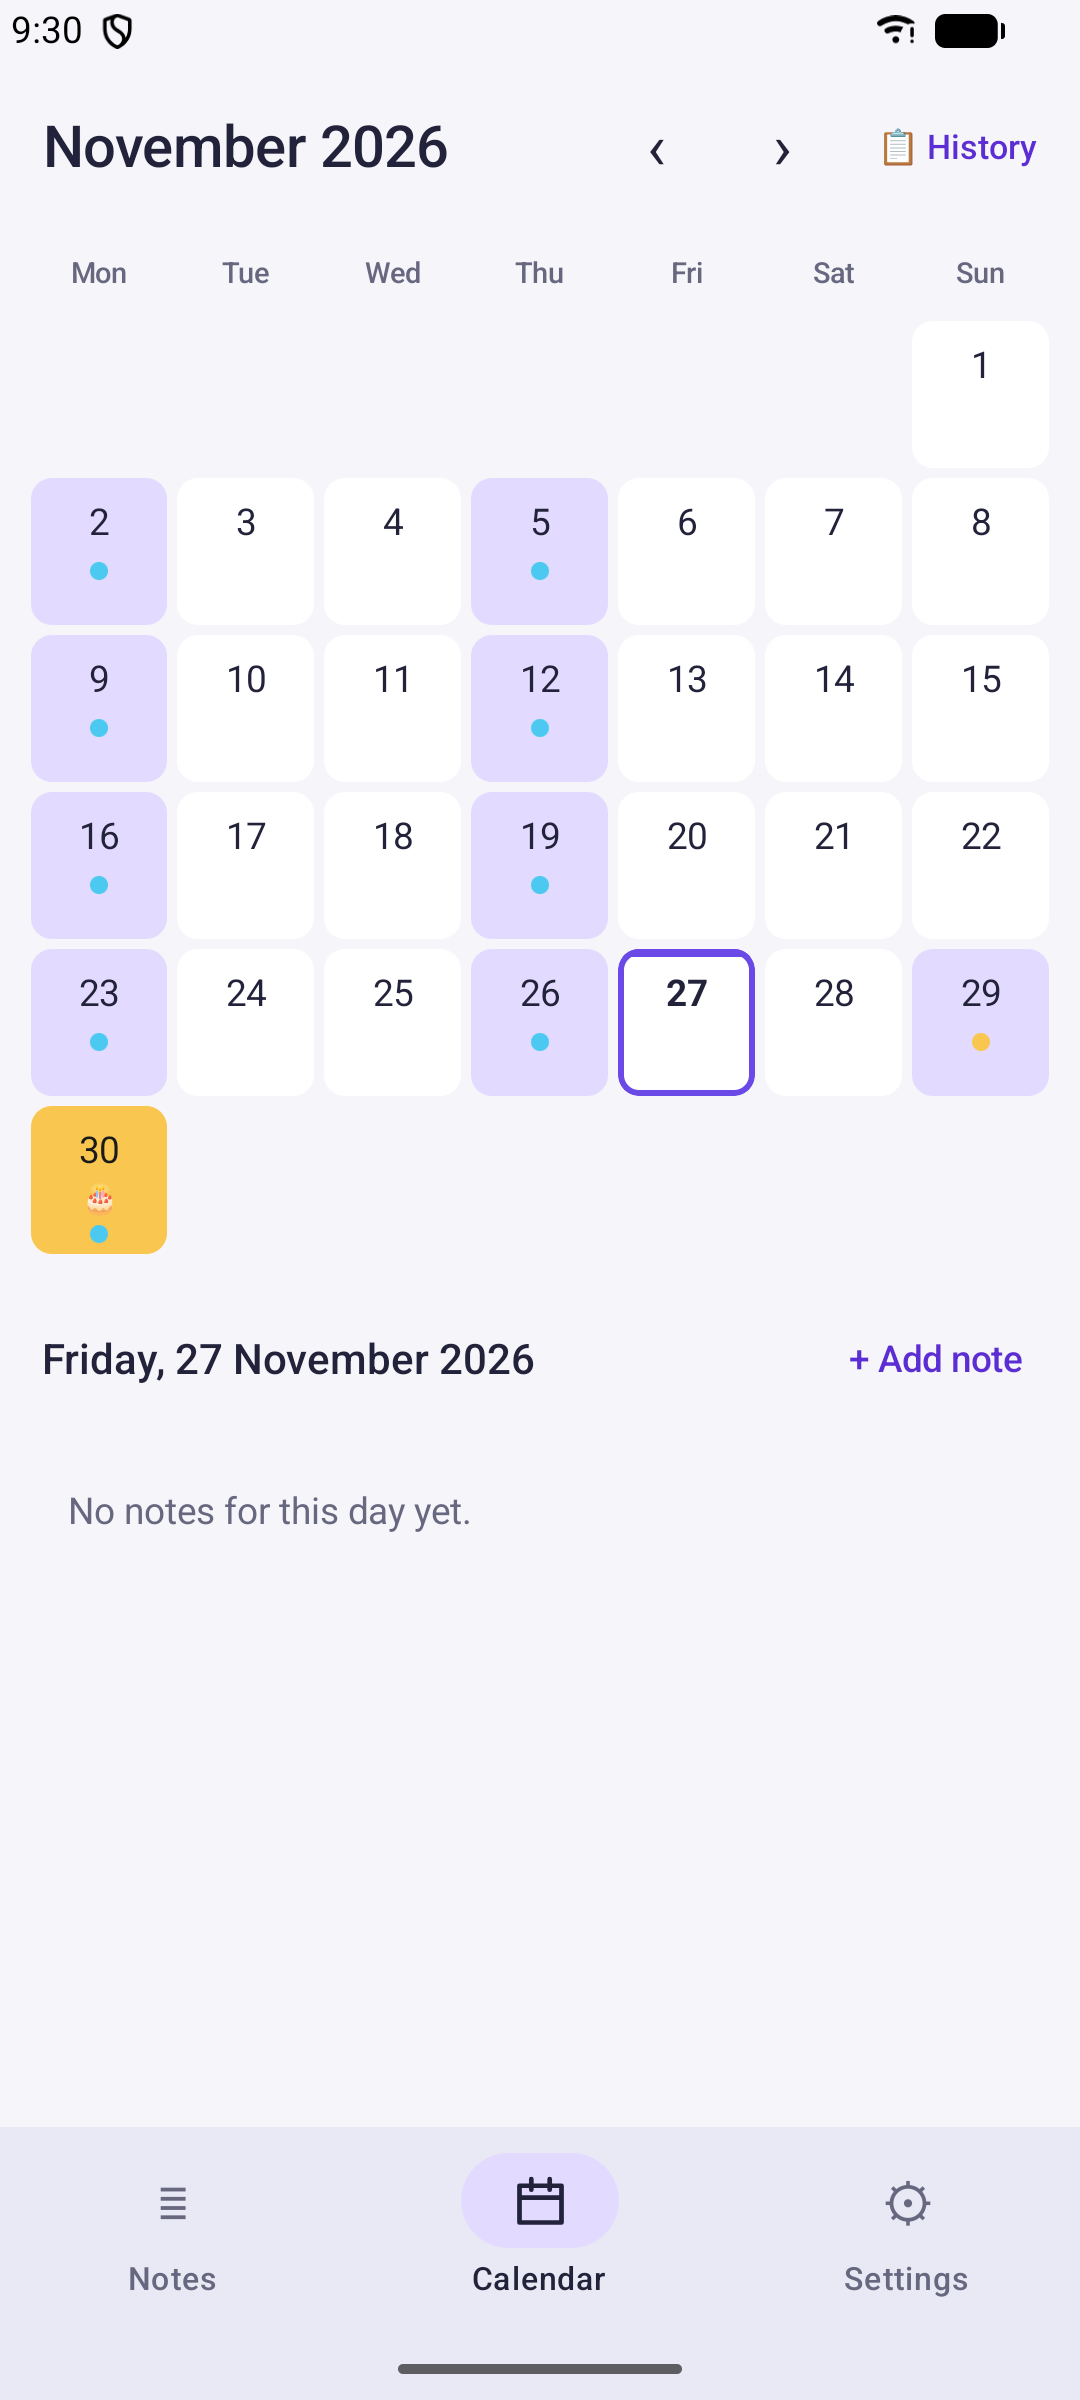 9:30
November 2026
‹ › 📋 History
Mon Tue Wed Thu Fri Sat Sun
1
2 3 4 5 6 7 8
9 10 11 12 13 14 15
16 17 18 19 20 21 22
23 24 25 26 27 28 29
30
Friday, 27 November 2026
+ Add note
No notes for this day yet.
Notes Calendar Settings